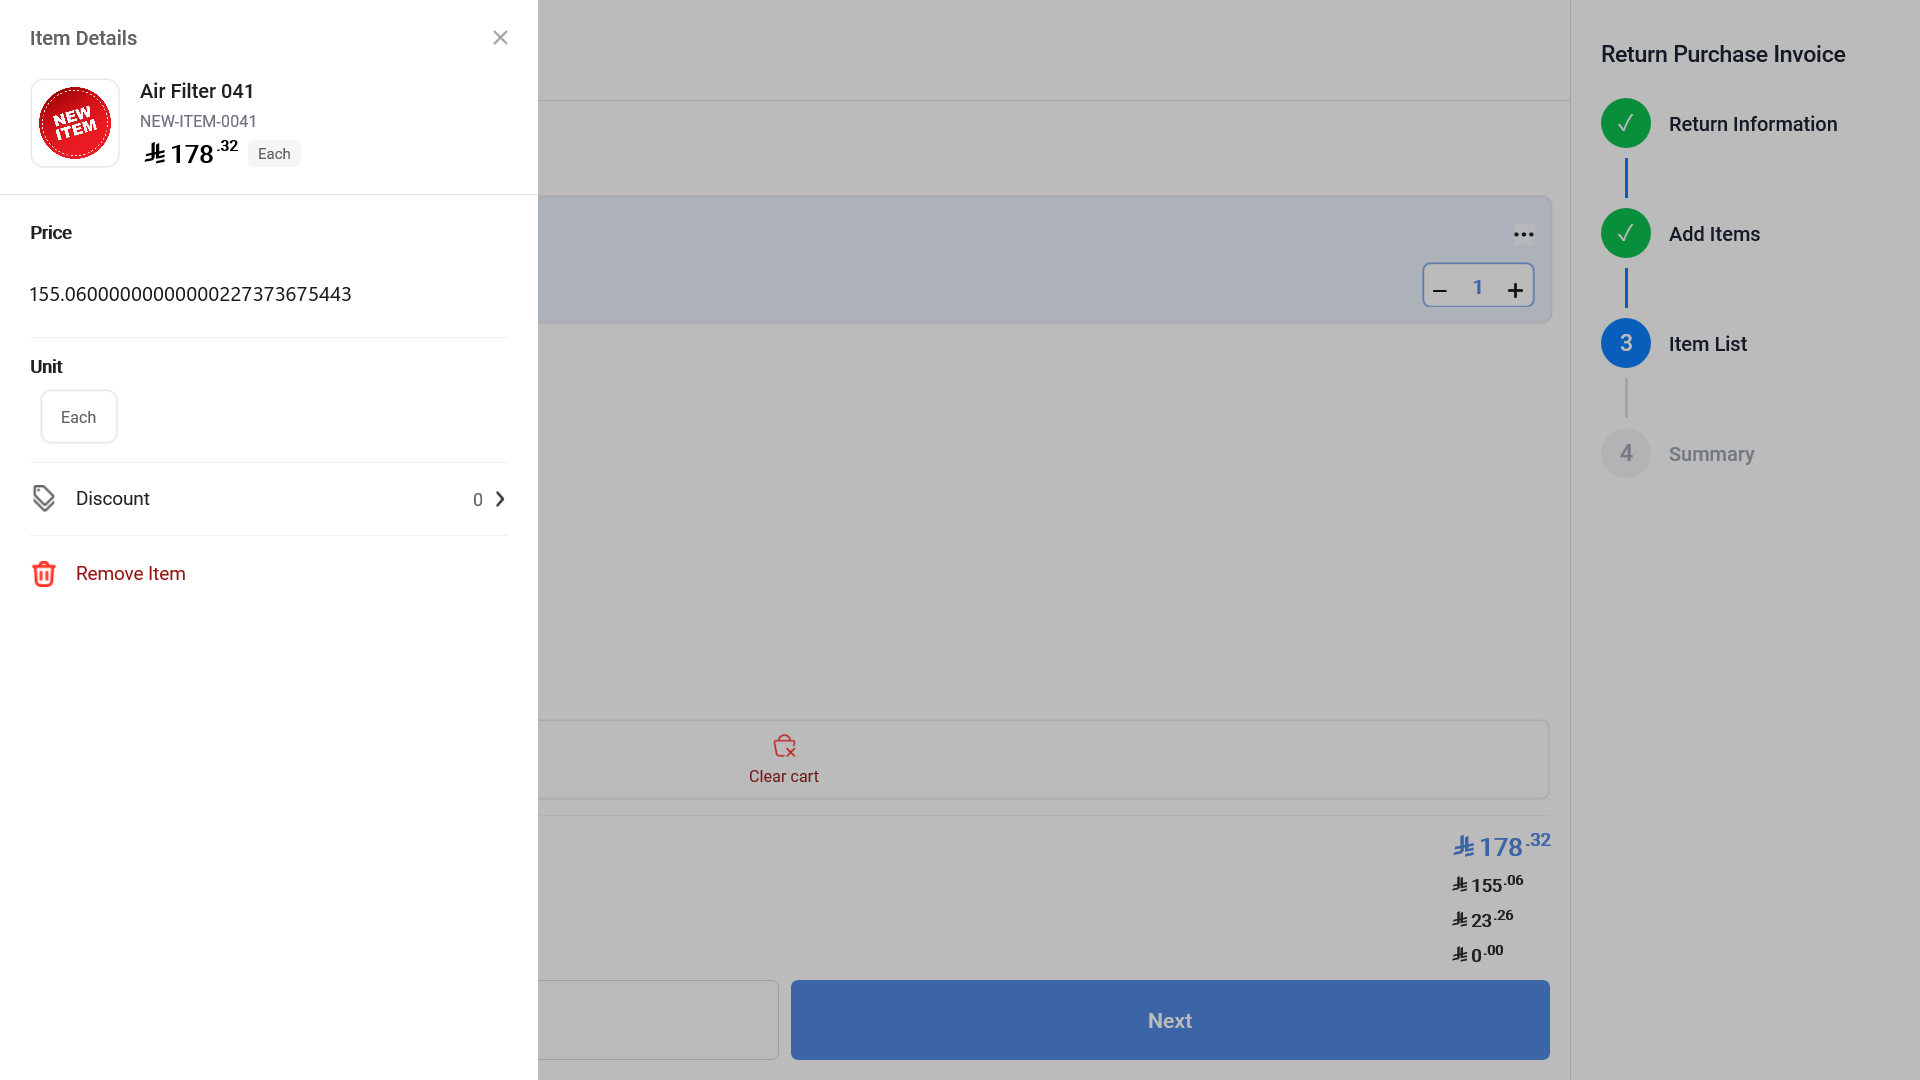 Item Details
NEW
ITEM
Air Filter 041
NEW-ITEM-0041
178.32 Each
Price
155.06000000000000227373675443
Unit
Each
Discount 0
Remove Item
1
Clear cart
178.32
155.06
23.26
0.00
Next
Return Purchase Invoice
Return Information
Add Items
3 Item List
4 Summary